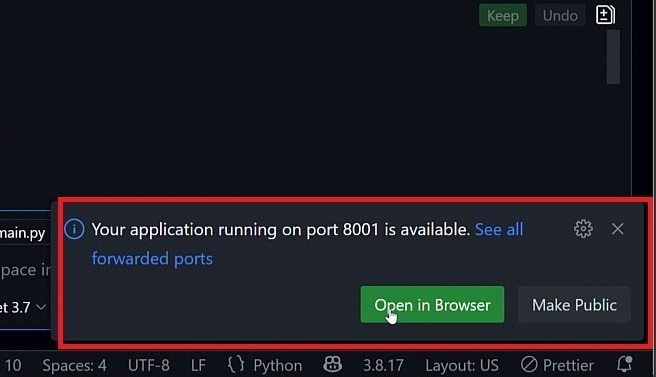 Keep Undo
main.py
Your application running on port 8001 is available. See all
forwarded ports
pace in
et 3.7
Open in Browser Make Public
10 Spaces: 4 UTF-8 LF {} Python 3.8.17 Layout: US Prettier